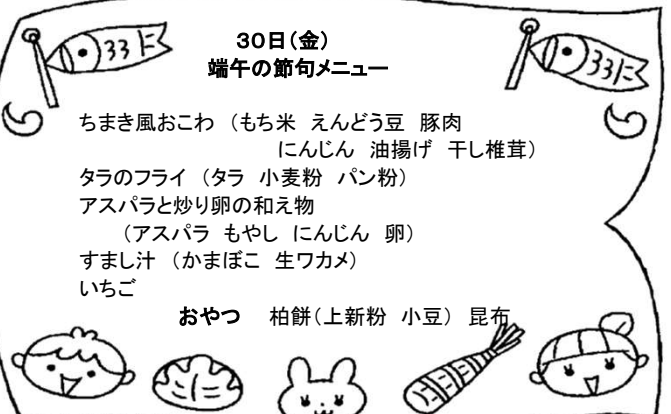 30日(金)
端午の節句メニュー
ちまき風おこわ (もち米 えんどう豆 豚肉
にんじん 油揚げ 干し椎茸)
タラのフライ (タラ 小麦粉 パン粉)
アスパラと炒り卵の和え物
(アスパラ もやし にんじん 卵)
すまし汁 (かまぼこ 生ワカメ)
いちご
おやつ 柏餅(上新粉 小豆) 昆布